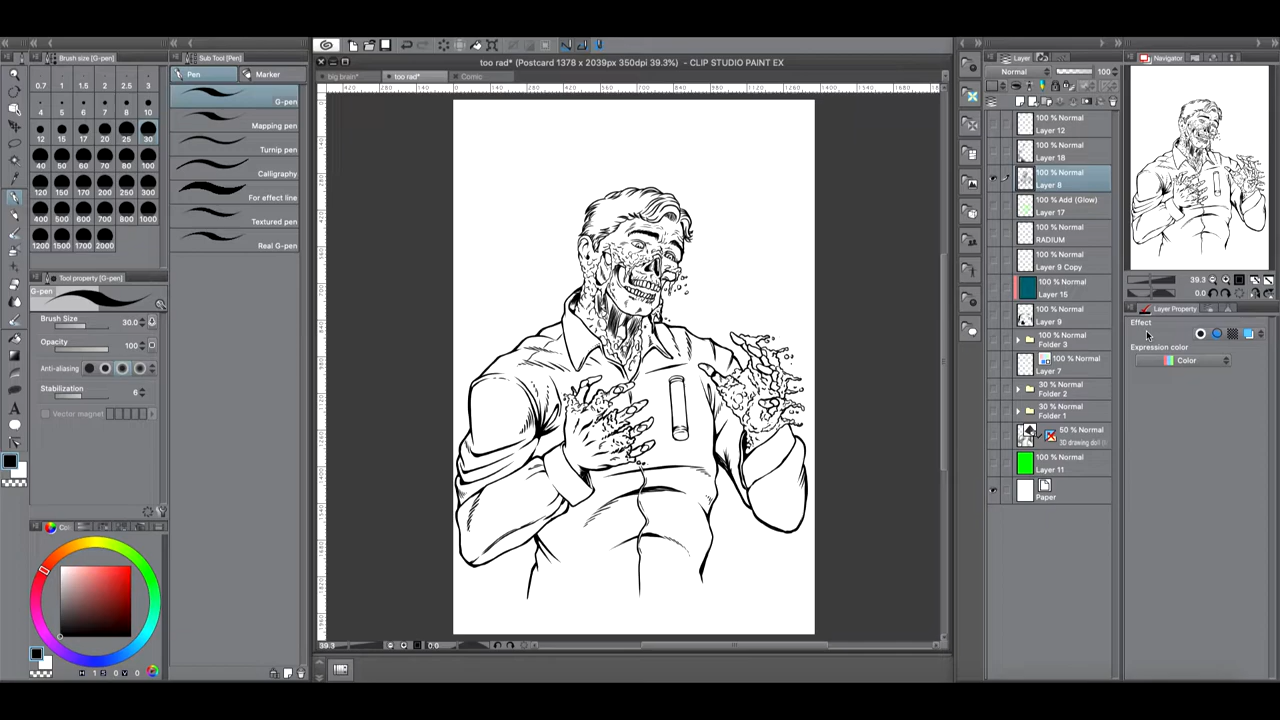 too rad* (Postcard 1378 x 2039px 350dpi 39.3%) - CLIP STUDIO PAINT EX
big brain*
too rad*
Comic
Brush size [G-pen]
0.7 1 1.5 2 2.5 3
4 5 6 7 8 10
12 15 17 20 25 30
40 50 60 70 80 100
120 150 170 200 250 300
400 500 600 700 800 1000
1200 1500 1700 2000
Tool property [G-pen]
G-pen
Brush Size 30.0
Opacity 100
Anti-aliasing
Stabilization 6
Vector magnet
Sub Tool [Pen]
Pen
Marker
G-pen
Mapping pen
Turnip pen
Calligraphy
For effect line
Textured pen
Real G-pen
39.3
0.0
Layer
Normal
100
100 % Normal
Layer 12
100 % Normal
Layer 18
100 % Normal
Layer 8
100 % Add (Glow)
Layer 17
100 % Normal
RADIUM
100 % Normal
Layer 9 Copy
100 % Normal
Layer 15
100 % Normal
Layer 9
100 % Normal
Folder 3
100 % Normal
Layer 7
30 % Normal
Folder 2
30 % Normal
Folder 1
50 % Normal
3D drawing doll
100 % Normal
Layer 11
Paper
Navigator
39.3
0.0
Layer Property
Effect
Expression color
Color